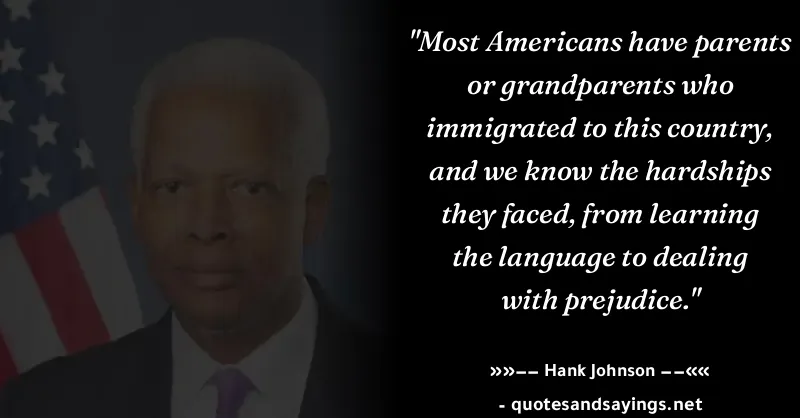 "Most Americans have parents
or grandparents who
immigrated to this country,
and we know the hardships
they faced, from learning
the language to dealing
with prejudice."
»»−− Hank Johnson −−««
- quotesandsayings.net